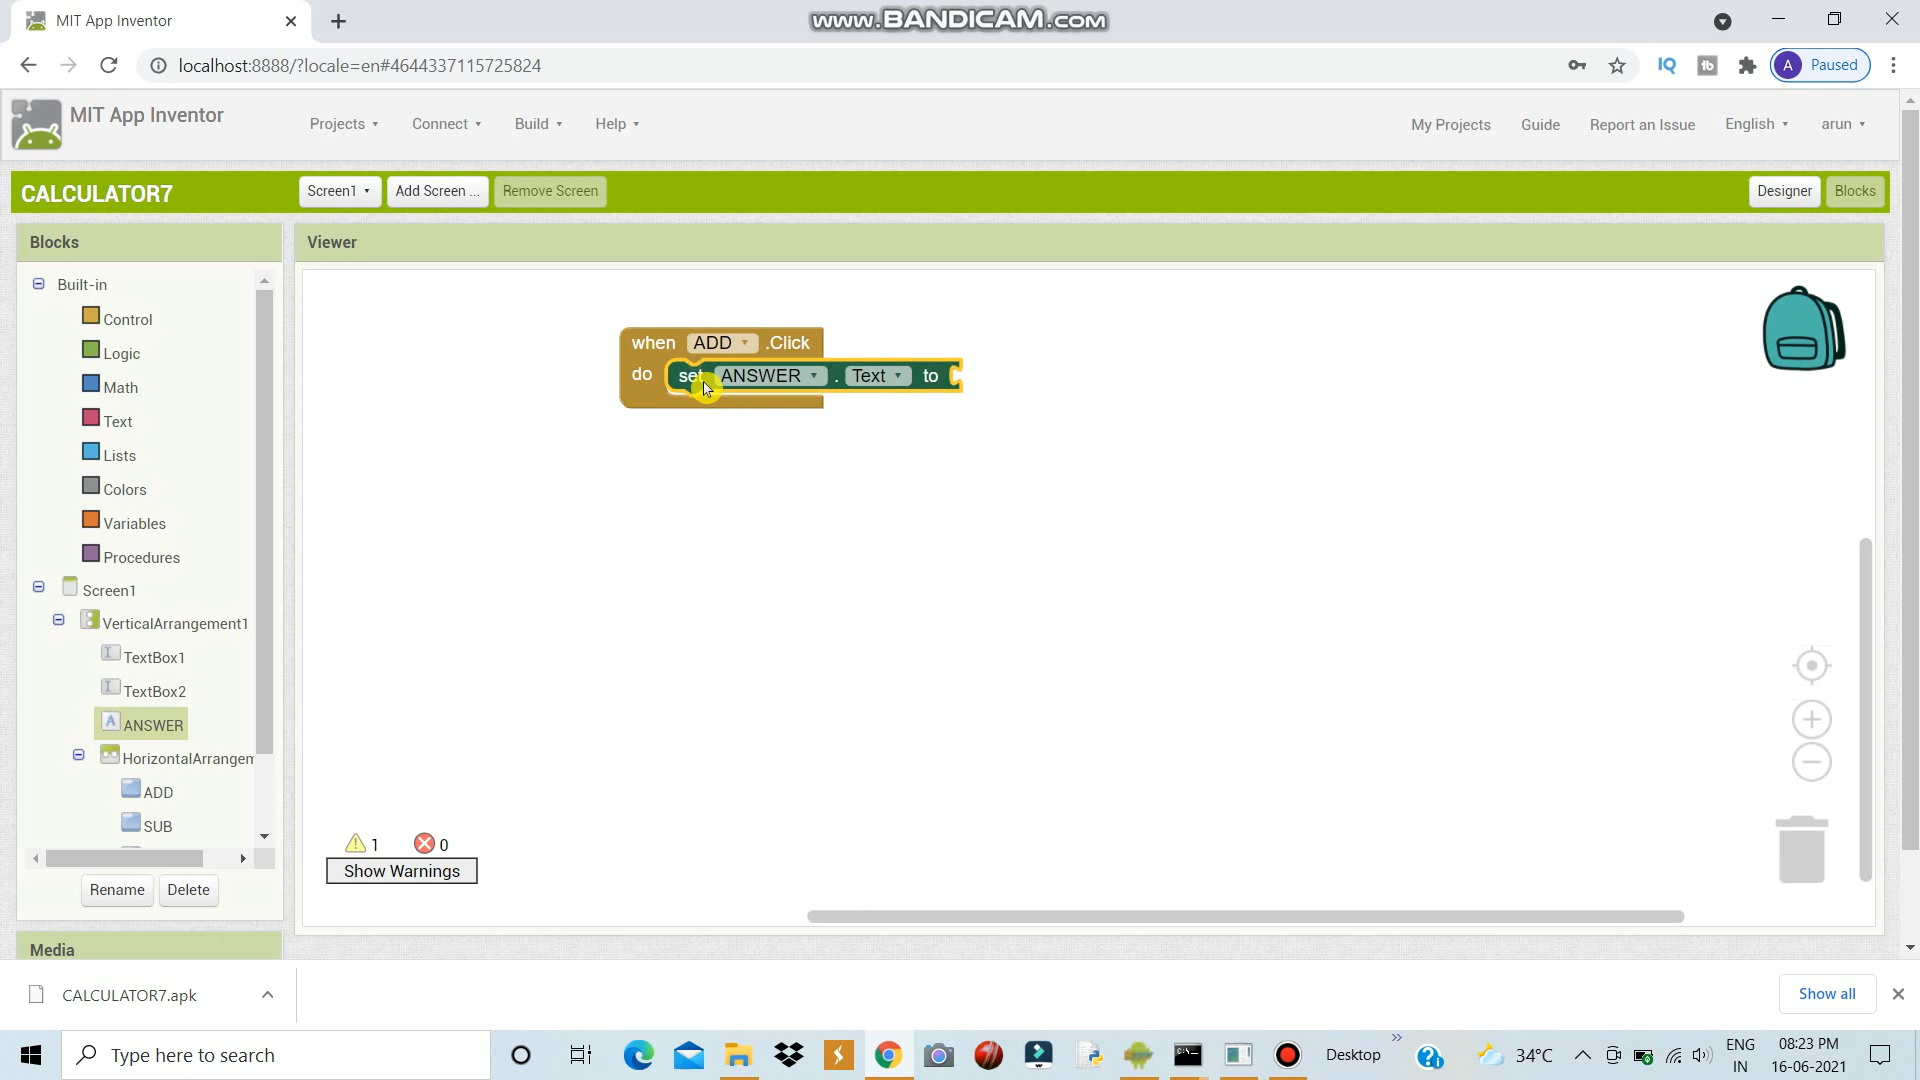 MIT App Inventor
www.BANDICAM.com
localhost:8888/?locale=en#4644337115725824
A Paused
MIT App Inventor
Projects
Connect
Build
Help
My Projects
Guide
Report an Issue
English
arun
CALCULATOR7
Screen1
Add Screen ...
Remove Screen
Designer
Blocks
Blocks
Viewer
Built-in
Control
Logic
Math
Text
Lists
Colors
Variables
Procedures
Screen1
VerticalArrangement1
TextBox1
TextBox2
ANSWER
HorizontalArrangem
ADD
SUB
Rename
Delete
Media
when ADD .Click
do set ANSWER . Text to
1
0
Show Warnings
CALCULATOR7.apk
Show all
Type here to search
Desktop
34°C
ENG
IN
08:23 PM
16-06-2021